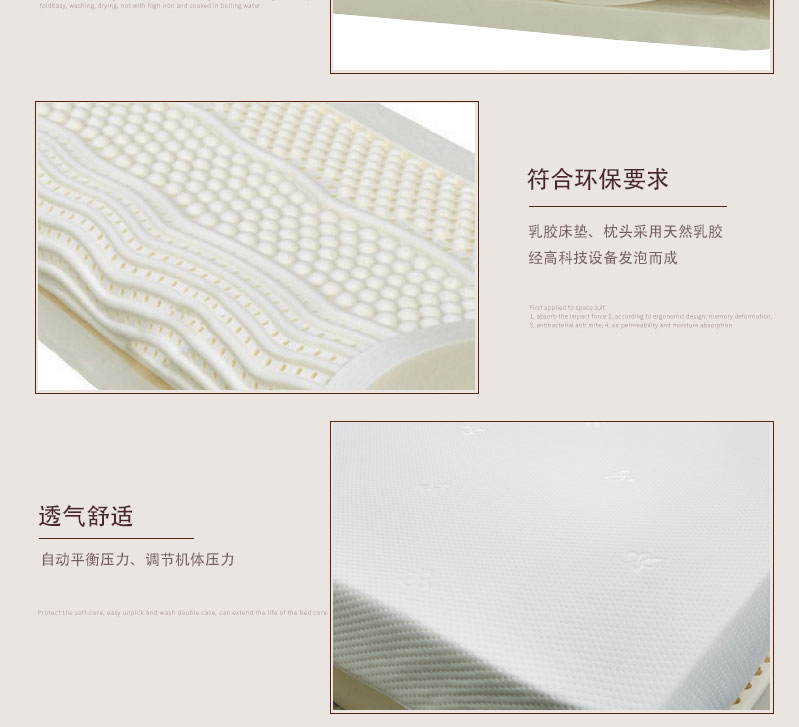 foldEasy, washing, drying, not with high iron and soaked in boiling water.
符合环保要求
乳胶床垫、枕头采用天然乳胶
经高科技设备发泡而成
First applied to space suit
1, absorb the impact force 2, according to ergonomic design, memory deformation,
3, antibacterial anti mite, 4, air permeability and moisture absorption
透气舒适
自动平衡压力、调节机体压力
Protect the soft core, easy unpick and wash double case, can extend the life of the bed core